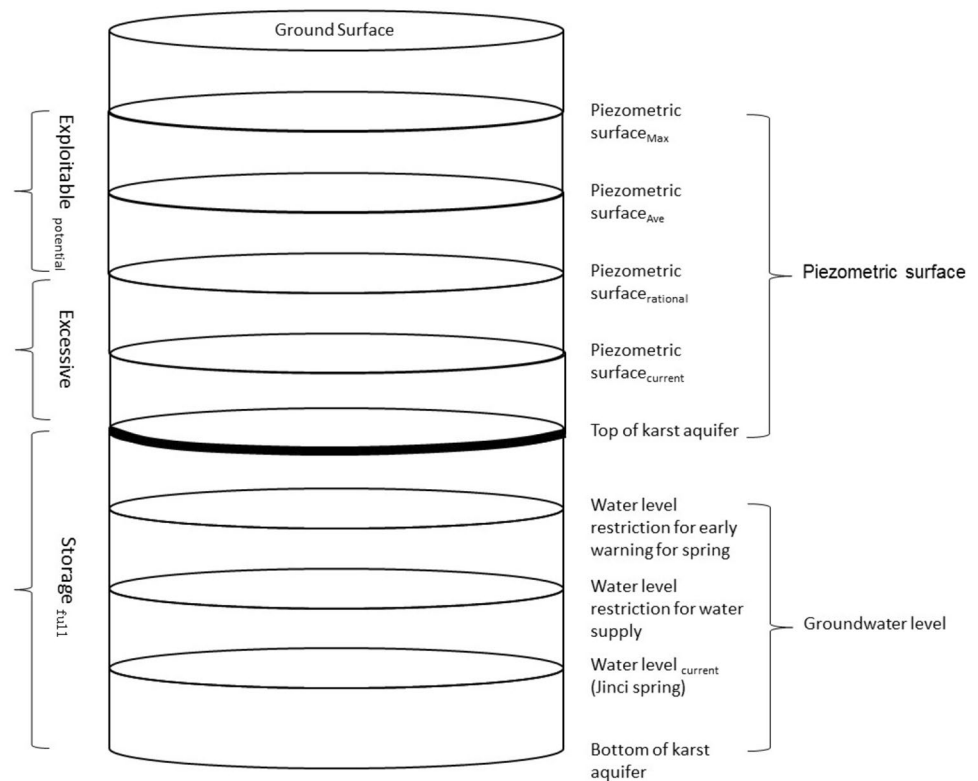 Ground Surface
Exploitable potential
Excessive
Storage full
Piezometric
surfaceMax
Piezometric
surfaceAve
Piezometric
surfacerational
Piezometric
surfacecurrent
Top of karst aquifer
Water level
restriction for early
warning for spring
Water level
restriction for water
supply
Water level current
(Jinci spring)
Bottom of karst
aquifer
Piezometric surface
Groundwater level